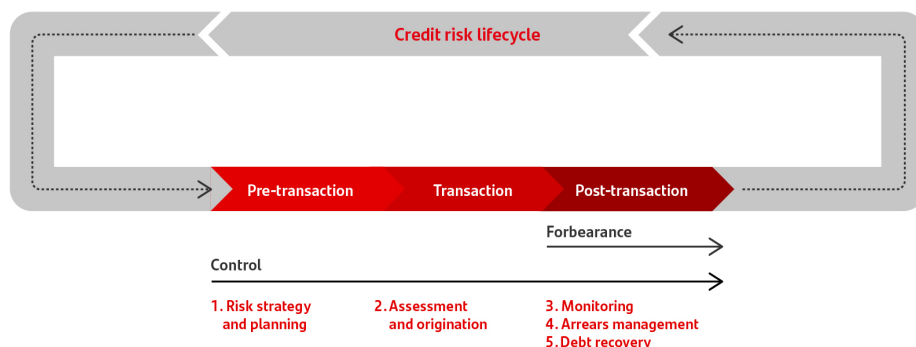 Credit risk lifecycle
Pre-transaction
Transaction
Post-transaction
Forbearance
Control
1. Risk strategy
and planning
2. Assessment
and origination
3. Monitoring
4. Arrears management
5. Debt recovery